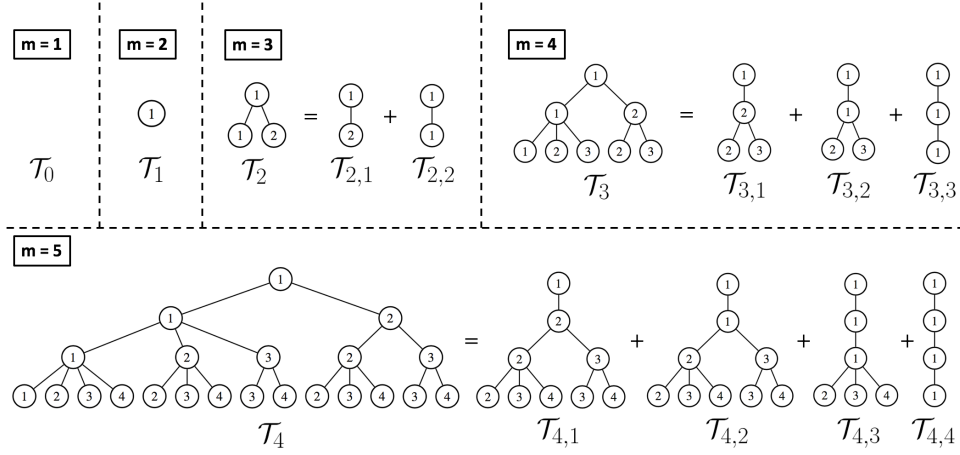 m = 1
𝒯₀
m = 2
1
𝒯₁
m = 3
1 1 1
= +
1 2 2 1
𝒯₂ 𝒯₂,₁ 𝒯₂,₂
m = 4
1 1 1 1
1 2 = 2 + 1 + 1
1 2 3 2 3 2 3 2 3 1
𝒯₃ 𝒯₃,₁ 𝒯₃,₂ 𝒯₃,₃
m = 5
1 1 1 1 1
1 2 2 1 1 1
= + + +
1 2 3 2 3 2 3 2 3 1 1
1 2 3 4 2 3 4 3 4 2 3 4 3 4 2 3 4 3 4 2 3 4 3 4 2 3 4 1
𝒯₄ 𝒯₄,₁ 𝒯₄,₂ 𝒯₄,₃ 𝒯₄,₄